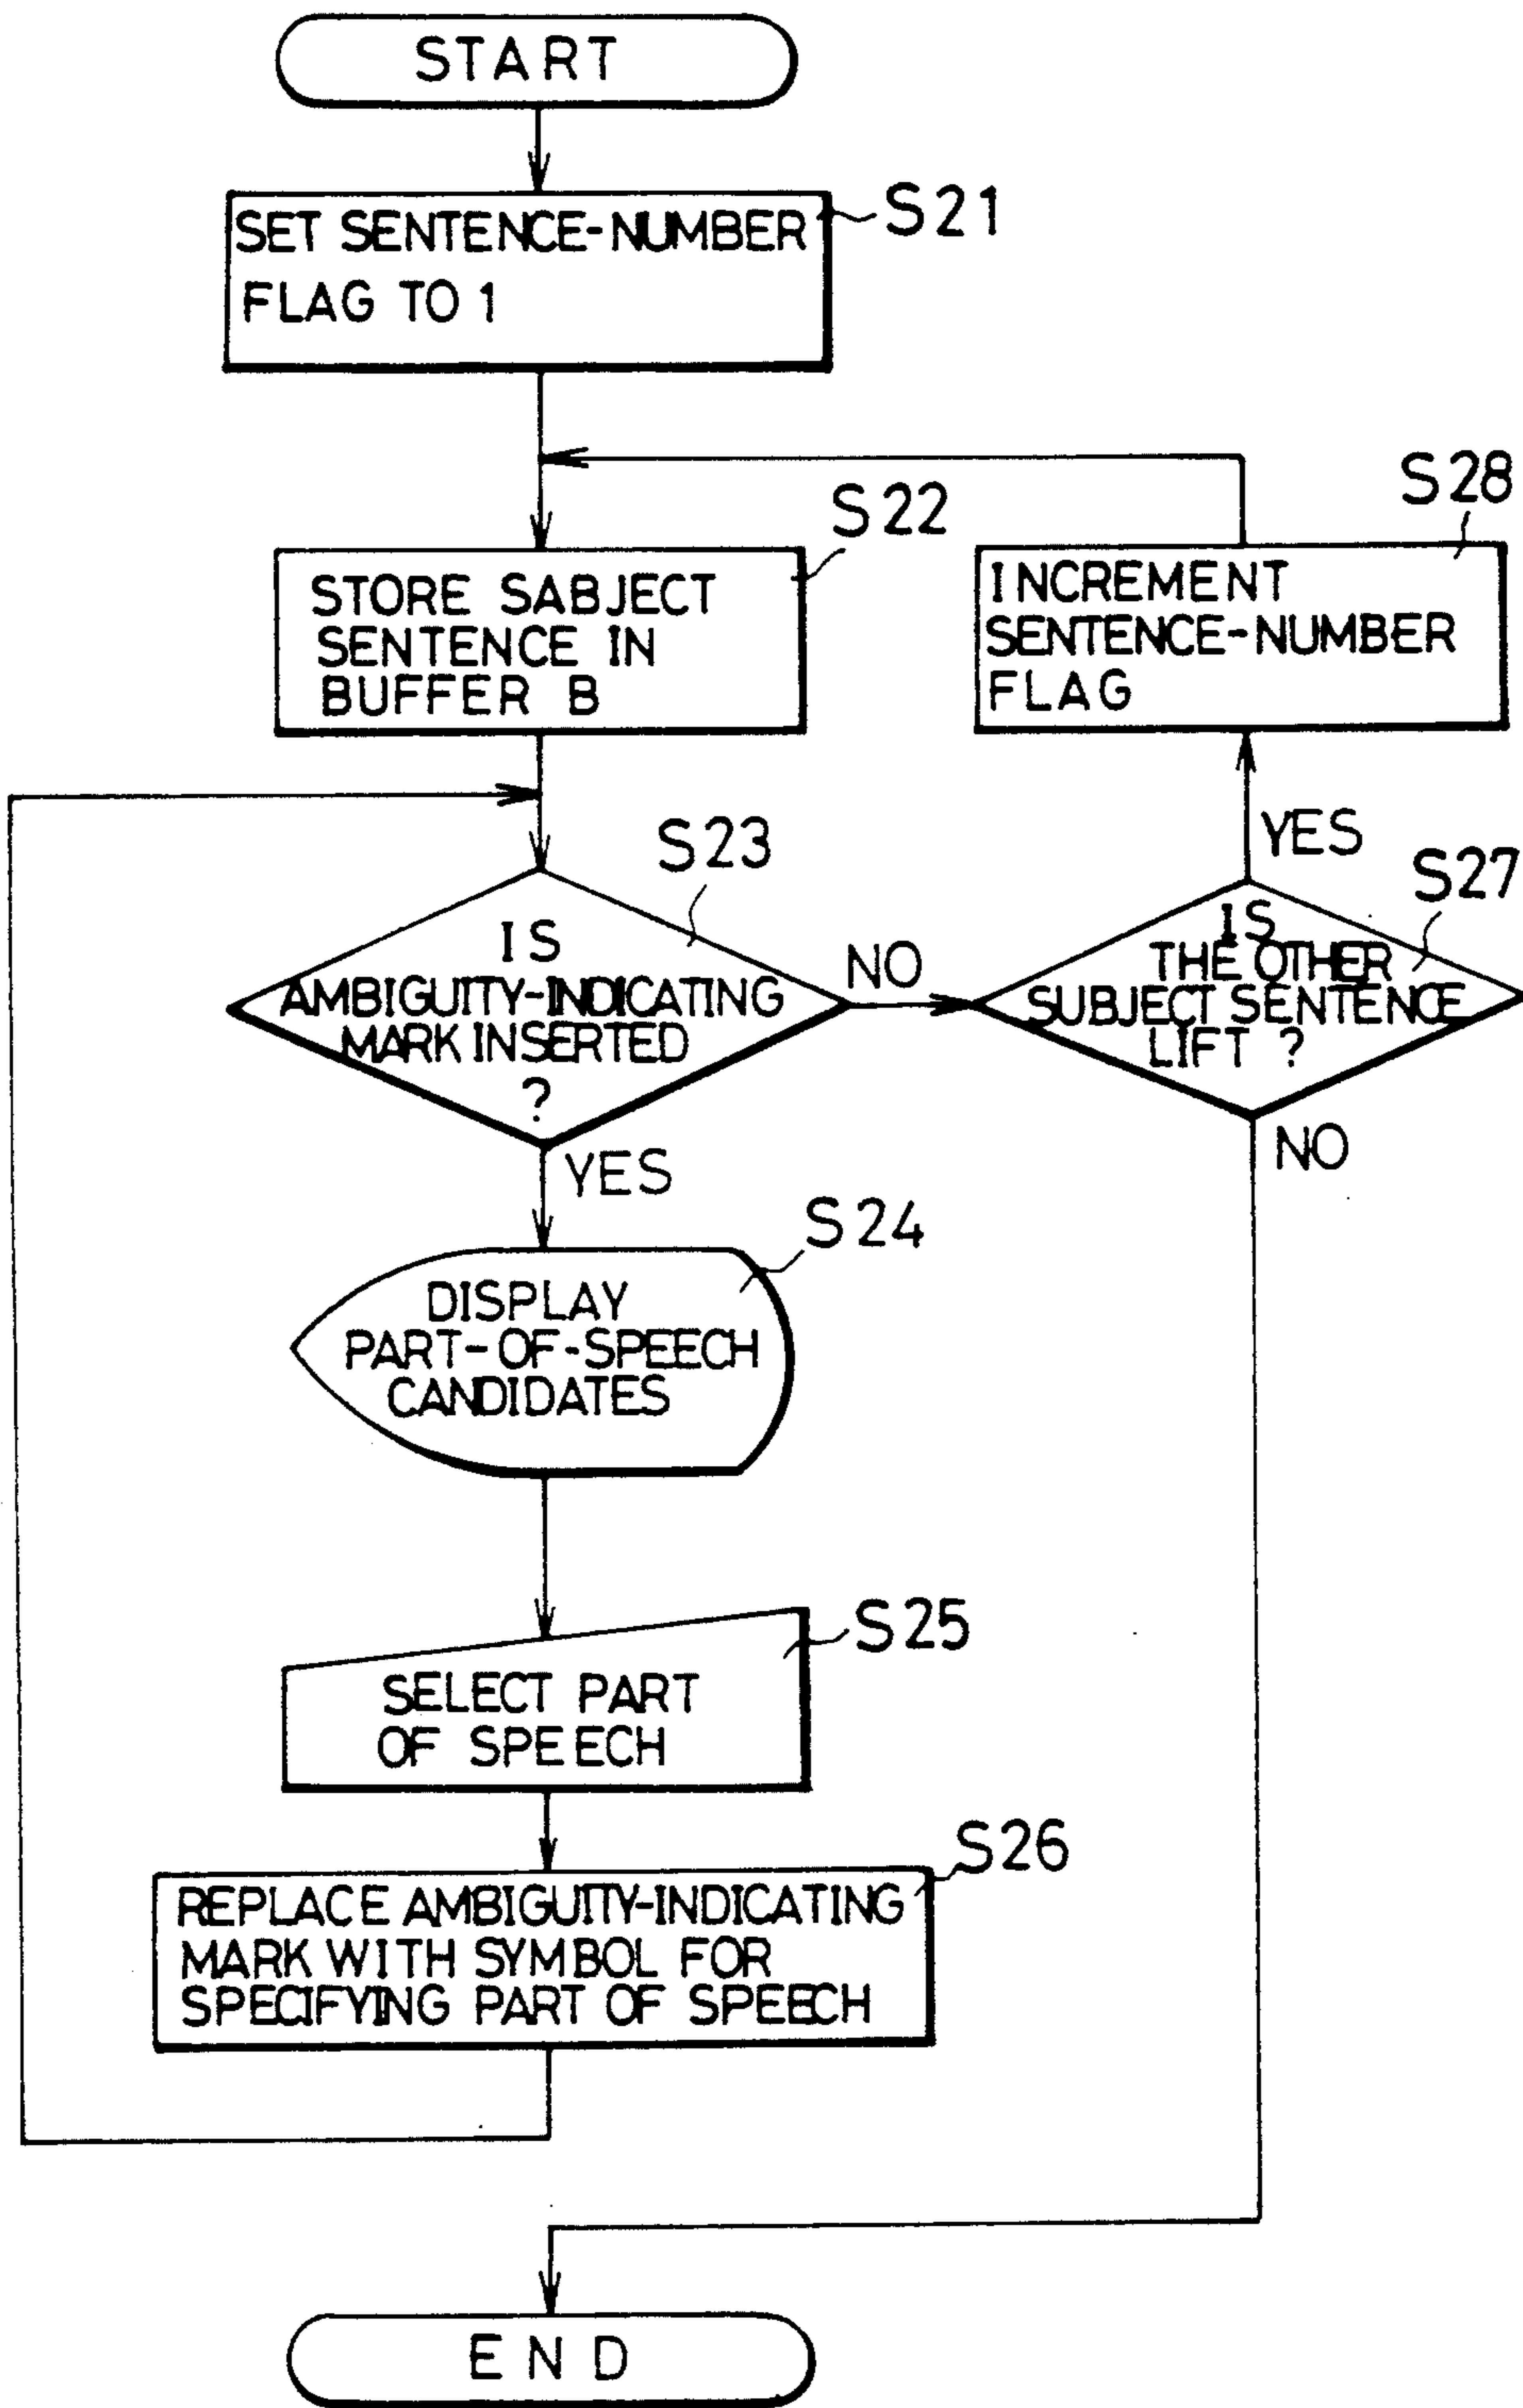 START
S21
SET SENTENCE-NUMBER
FLAG TO 1
S22
STORE SABJECT
SENTENCE IN
BUFFER B
S28
INCREMENT
SENTENCE-NUMBER
FLAG
S23
IS
AMBIGUITY-INDICATING
MARK INSERTED
?
NO
YES
S27
IS
THE OTHER
SUBJECT SENTENCE
LIFT ?
YES
NO
S24
DISPLAY
PART-OF-SPEECH
CANDIDATES
S25
SELECT PART
OF SPEECH
S26
REPLACE AMBIGUITY-INDICATING
MARK WITH SYMBOL FOR
SPECIFYING PART OF SPEECH
END